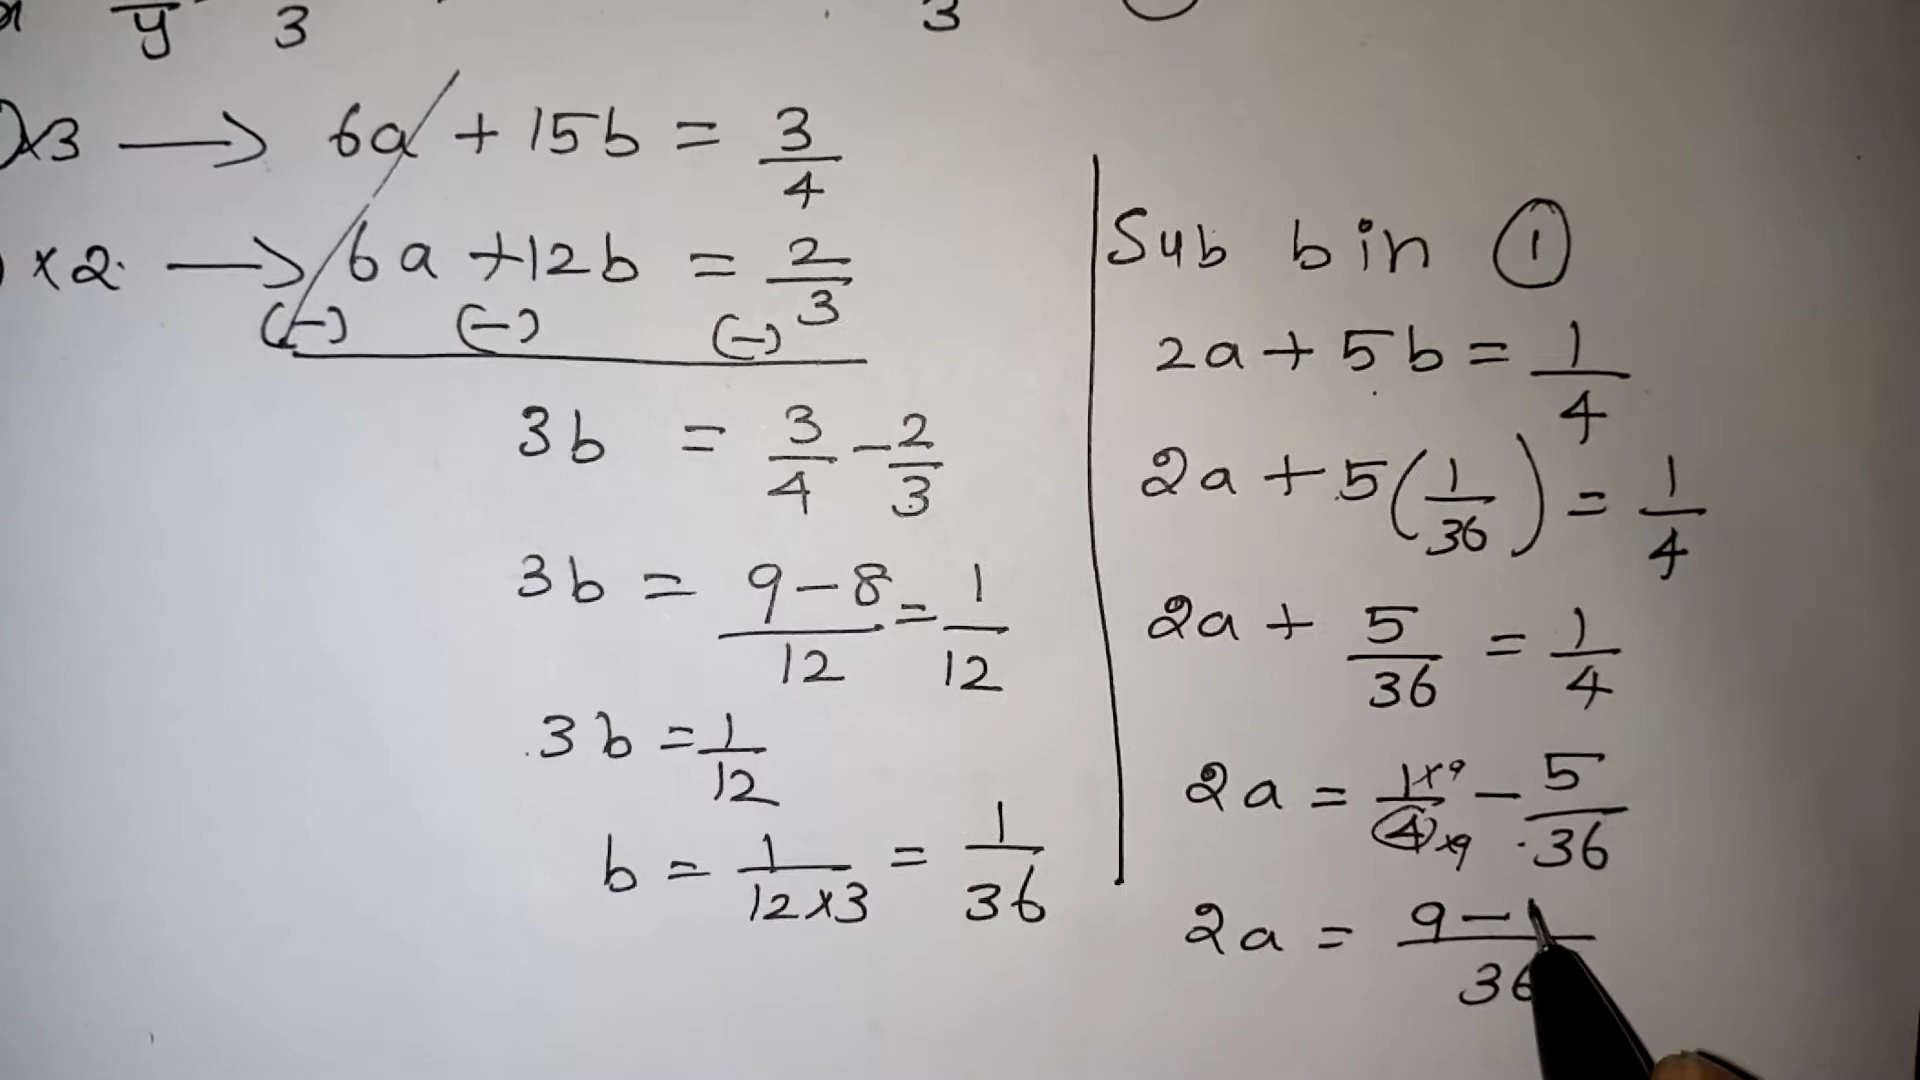 y 3 3
)×3 ⟶ 6a + 15b = 3/4
) ×2 ⟶ 6a + 12b = 2/3
(−) (−) (−)
3b = 3/4 − 2/3
3b = (9 − 8)/12 = 1/12
3b = 1/12
b = 1/(12×3) = 1/36
Sub b in ①
2a + 5b = 1/4
2a + 5(1/36) = 1/4
2a + 5/36 = 1/4
2a = (1×9)/(4×9) − 5/36
2a = (9 −)/36